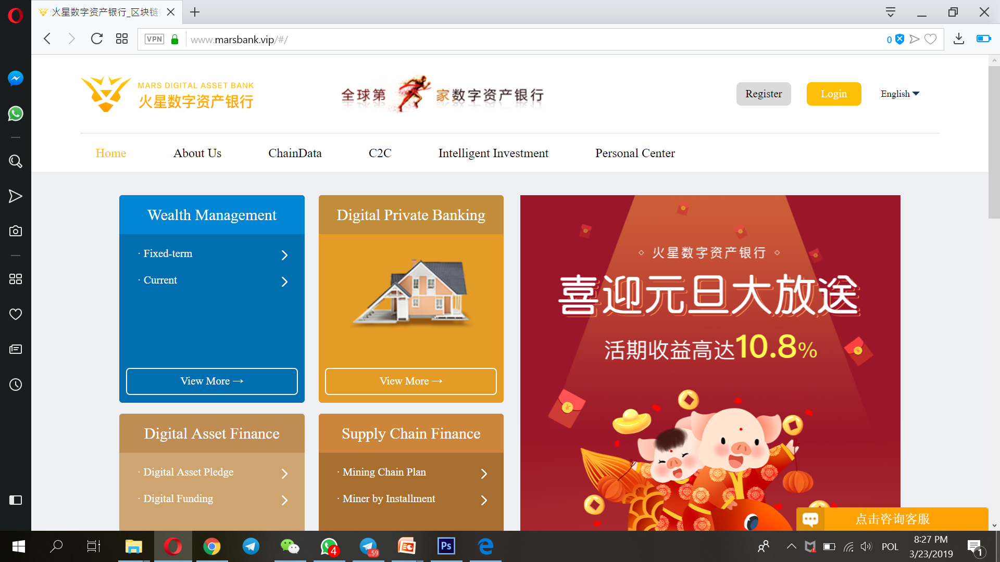 火星数字资产银行_区块链
VPN
www.marsbank.vip/#/
0
MARS DIGITAL ASSET BANK
火星数字资产银行
全球第 家数字资产银行
Register
Login
English
Home
About Us
ChainData
C2C
Intelligent Investment
Personal Center
Wealth Management
· Fixed-term
· Current
View More →
Digital Private Banking
View More →
火星数字资产银行
喜迎元旦大放送
活期收益高达10.8%
Digital Asset Finance
· Digital Asset Pledge
· Digital Funding
Supply Chain Finance
· Mining Chain Plan
· Miner by Installment
点击咨询客服
4
..59
Ps
POL
8:27 PM
3/23/2019
1